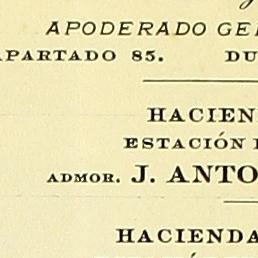 APODERADO GE
APARTADO 85. DU
HACIEN
ESTACIÓN
ADMOR. J. ANTO
HACIENDA